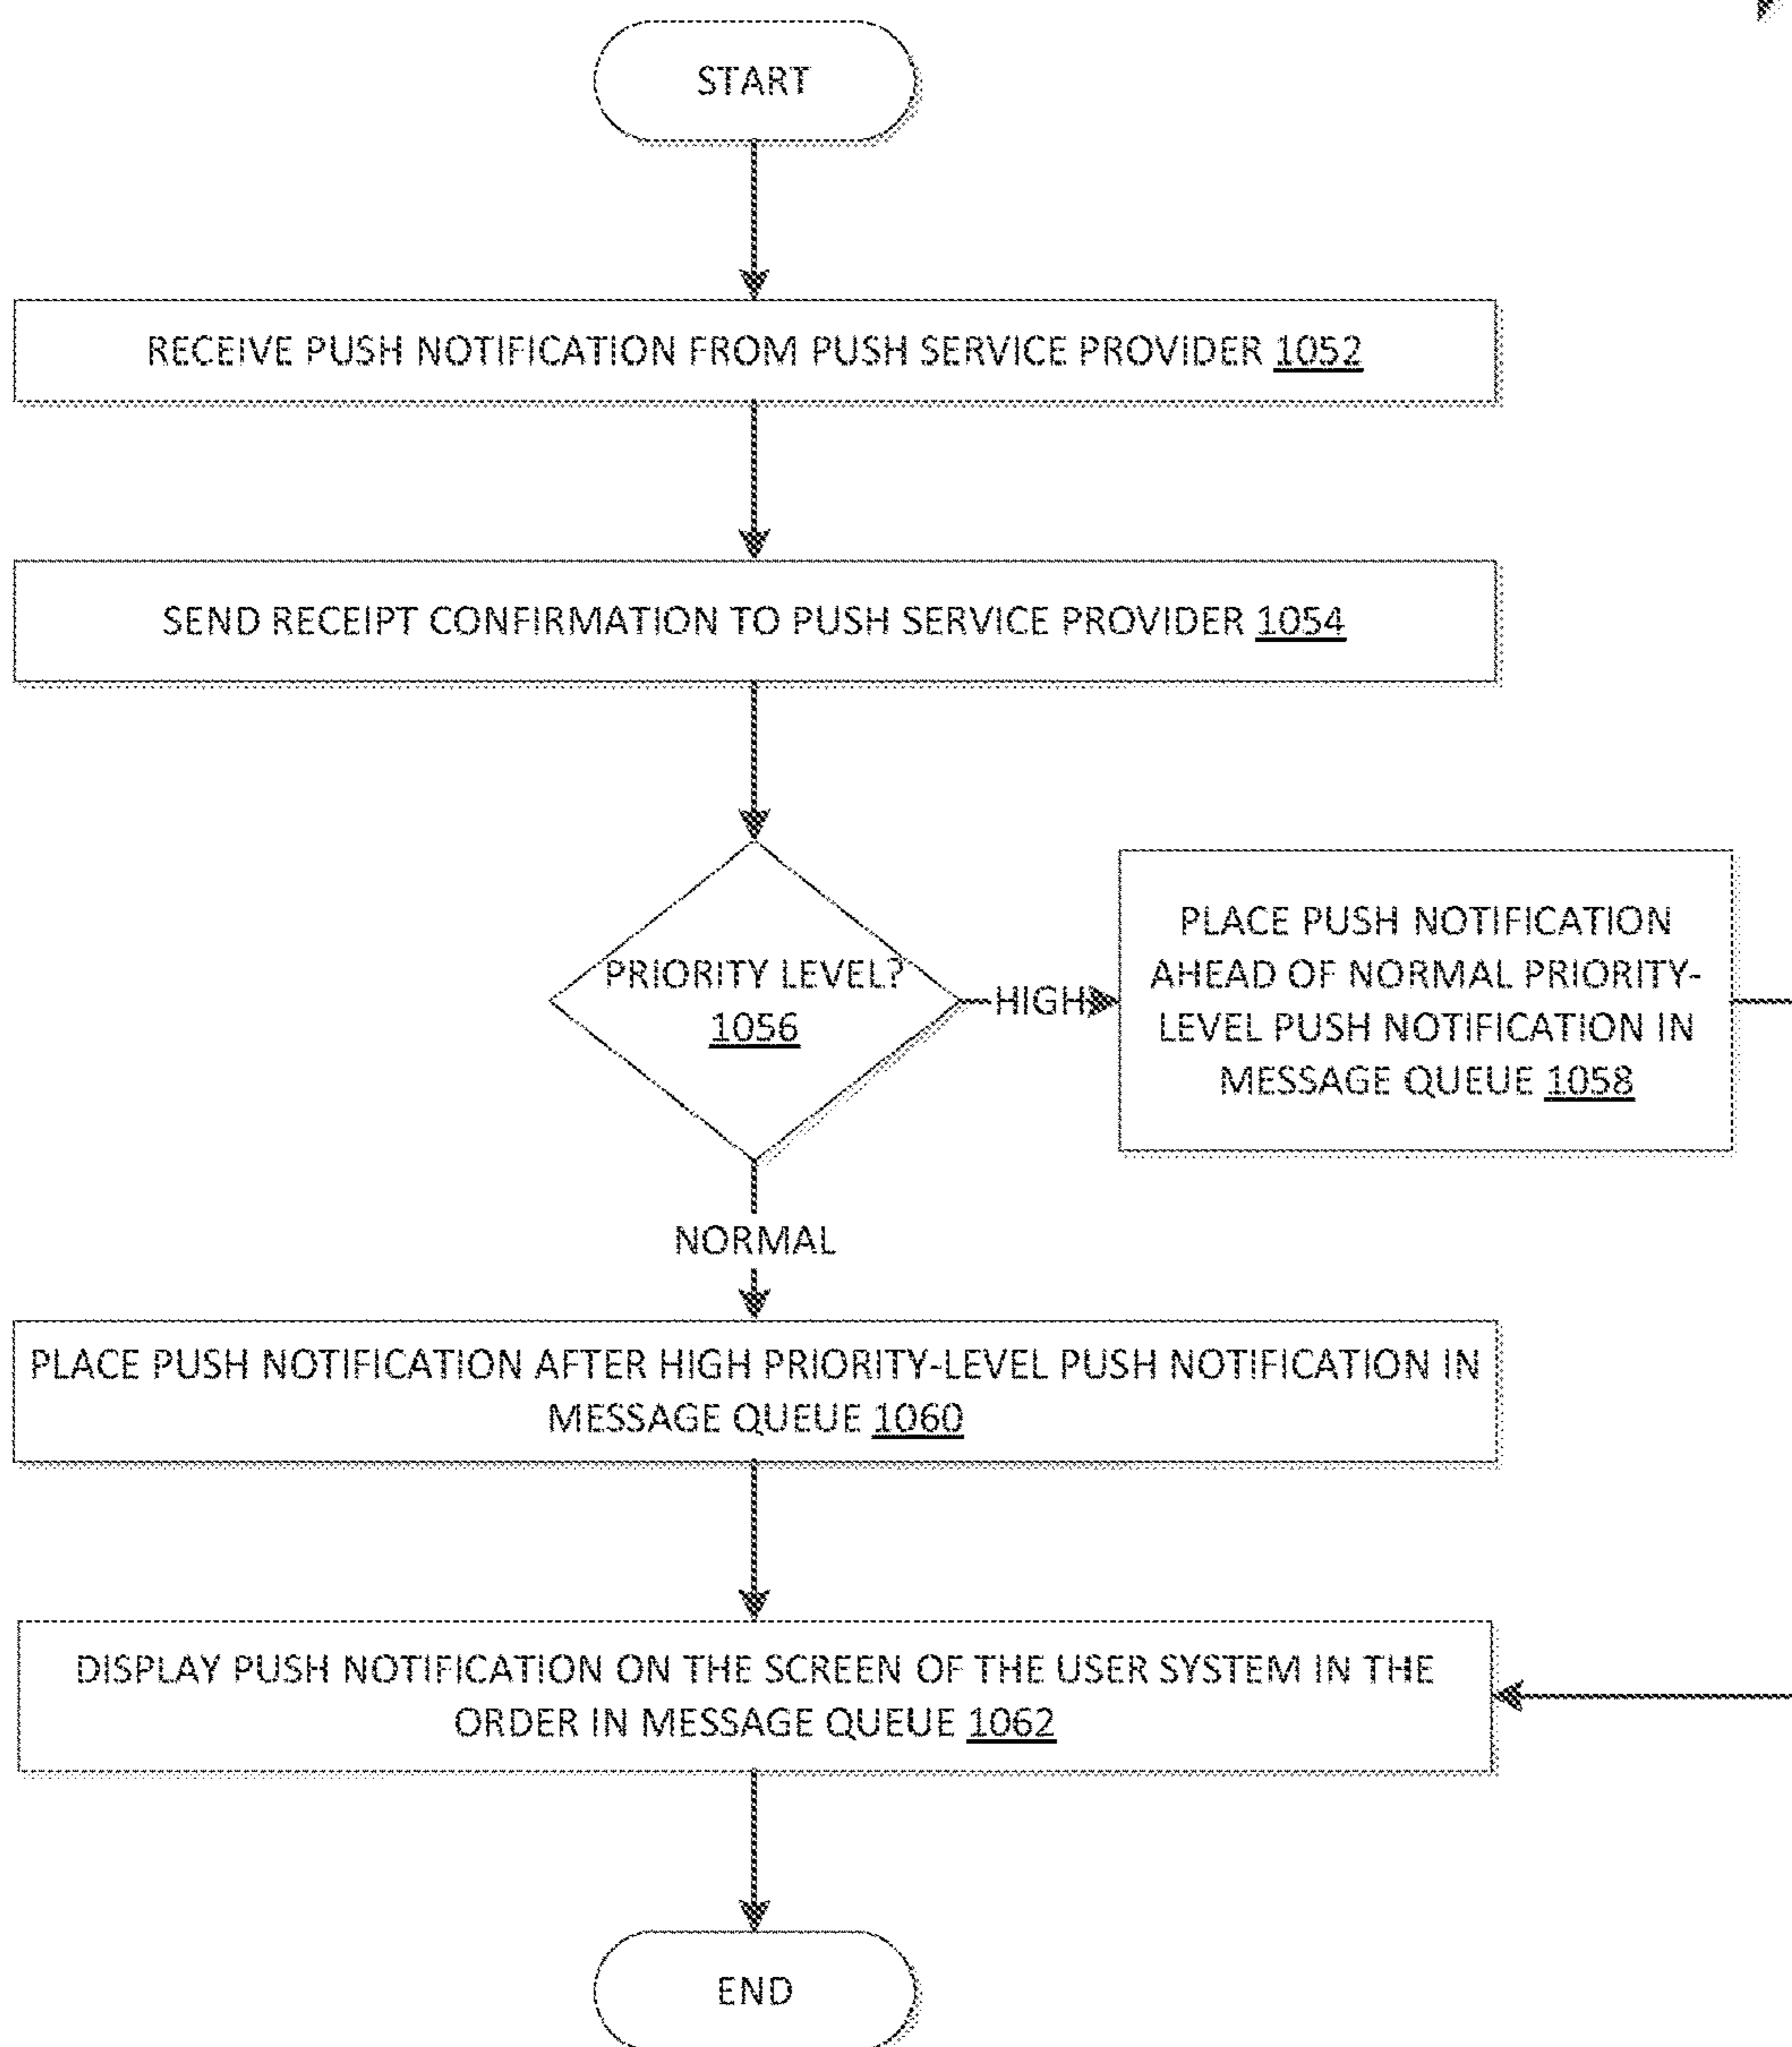 START
RECEIVE PUSH NOTIFICATION FROM PUSH SERVICE PROVIDER 1052
SEND RECEIPT CONFIRMATION TO PUSH SERVICE PROVIDER 1054
PRIORITY LEVEL?
1056
HIGH
PLACE PUSH NOTIFICATION
AHEAD OF NORMAL PRIORITY-
LEVEL PUSH NOTIFICATION IN
MESSAGE QUEUE 1058
NORMAL
PLACE PUSH NOTIFICATION AFTER HIGH PRIORITY-LEVEL PUSH NOTIFICATION IN
MESSAGE QUEUE 1060
DISPLAY PUSH NOTIFICATION ON THE SCREEN OF THE USER SYSTEM IN THE
ORDER IN MESSAGE QUEUE 1062
END